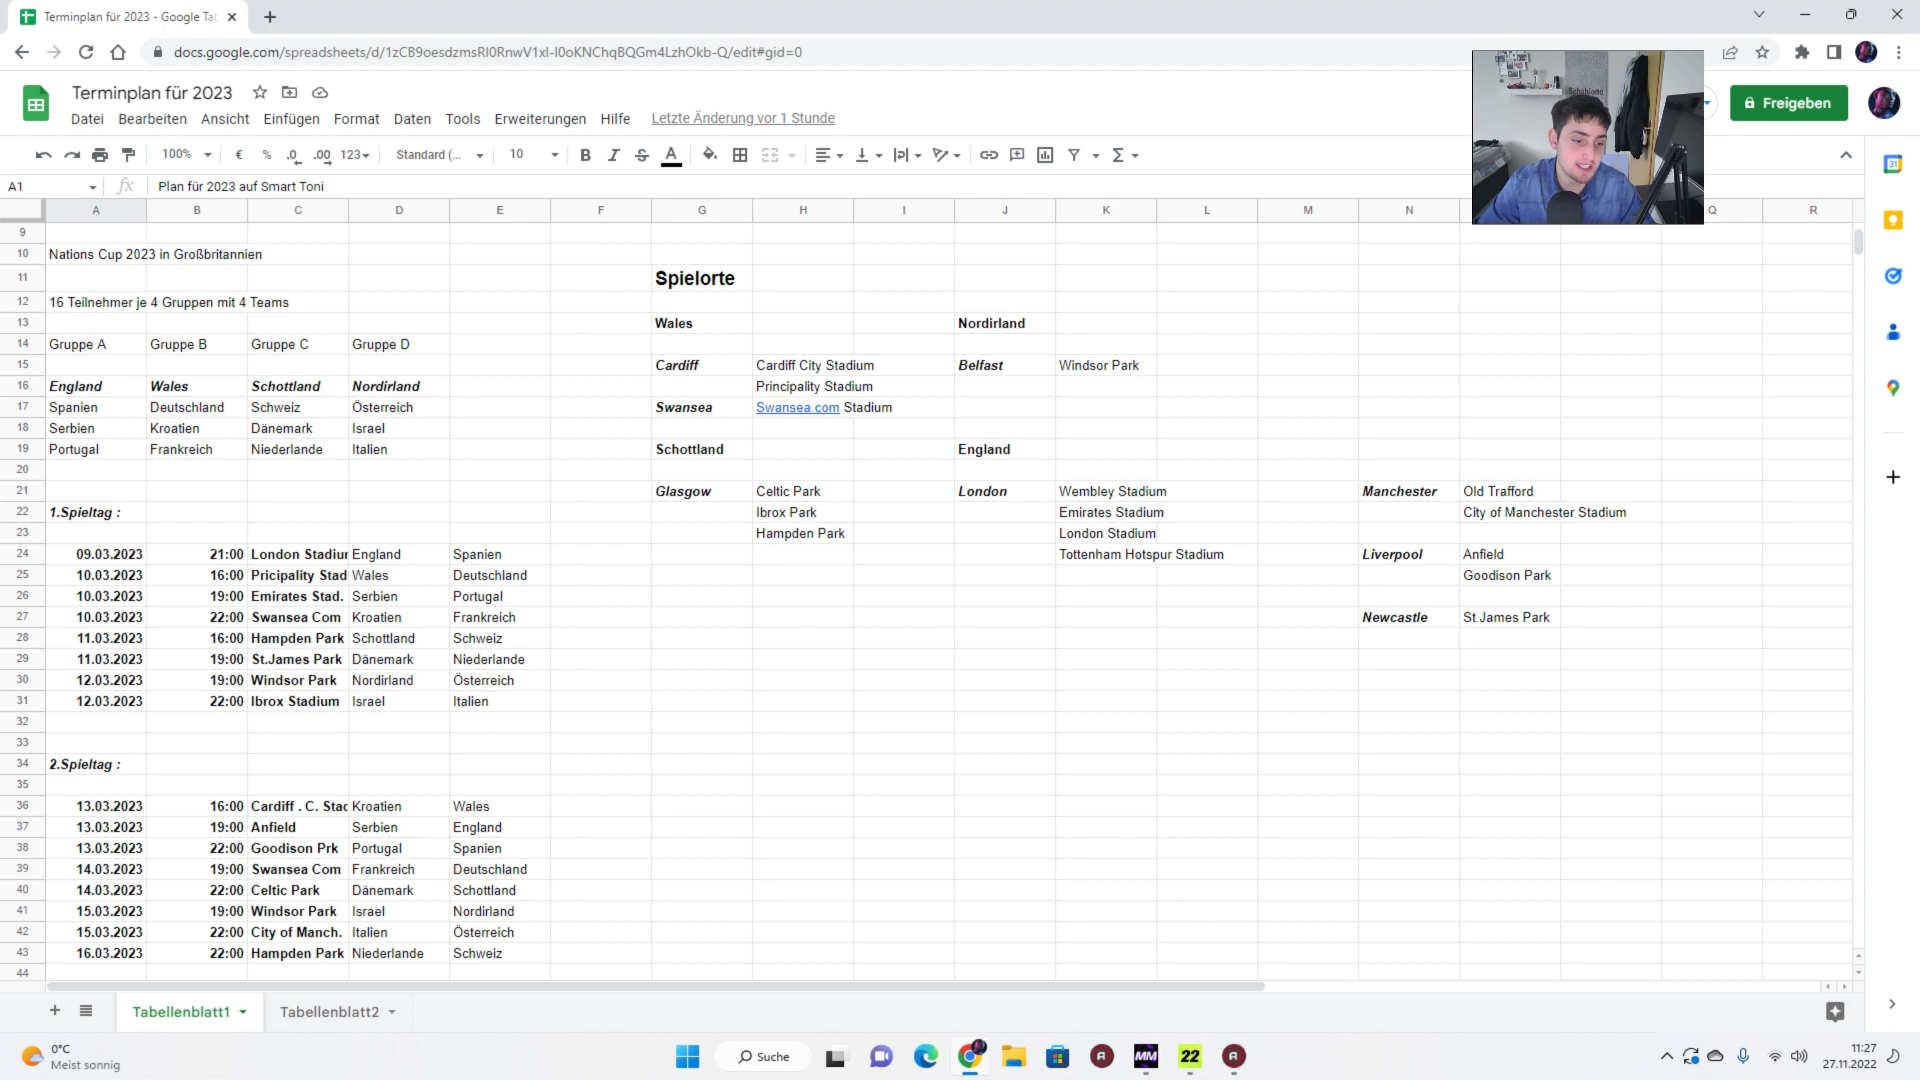 Terminplan für 2023 - Google Tab
docs.google.com/spreadsheets/d/1zCB9oesdzmsRI0RnwV1xI-I0oKNChqBQGm4LzhOkb-Q/edit#gid=0
Terminplan für 2023
Datei Bearbeiten Ansicht Einfügen Format Daten Tools Erweiterungen Hilfe Letzte Änderung vor 1 Stunde
Freigeben
100% € % .0 .00 123 Standard (... 10 B I S A
A1 fx Plan für 2023 auf Smart Toni
A B C D E F G H I J K L M N Q R
9
10 Nations Cup 2023 in Großbritannien
11 Spielorte
12 16 Teilnehmer je 4 Gruppen mit 4 Teams
13 Wales Nordirland
14 Gruppe A Gruppe B Gruppe C Gruppe D
15 Cardiff Cardiff City Stadium Belfast Windsor Park
16 England Wales Schottland Nordirland Principality Stadium
17 Spanien Deutschland Schweiz Österreich Swansea Swansea.com Stadium
18 Serbien Kroatien Dänemark Israel
19 Portugal Frankreich Niederlande Italien Schottland England
20
21 Glasgow Celtic Park London Wembley Stadium Manchester Old Trafford
22 1.Spieltag : Ibrox Park Emirates Stadium City of Manchester Stadium
23 Hampden Park London Stadium
24 09.03.2023 21:00 London Stadiur England Spanien Tottenham Hotspur Stadium Liverpool Anfield
25 10.03.2023 16:00 Pricipality Stad Wales Deutschland Goodison Park
26 10.03.2023 19:00 Emirates Stad. Serbien Portugal
27 10.03.2023 22:00 Swansea Com Kroatien Frankreich Newcastle St.James Park
28 11.03.2023 16:00 Hampden Park Schottland Schweiz
29 11.03.2023 19:00 St.James Park Dänemark Niederlande
30 12.03.2023 19:00 Windsor Park Nordirland Österreich
31 12.03.2023 22:00 Ibrox Stadium Israel Italien
32
33
34 2.Spieltag :
35
36 13.03.2023 16:00 Cardiff . C. Stac Kroatien Wales
37 13.03.2023 19:00 Anfield Serbien England
38 13.03.2023 22:00 Goodison Prk Portugal Spanien
39 14.03.2023 19:00 Swansea Com Frankreich Deutschland
40 14.03.2023 22:00 Celtic Park Dänemark Schottland
41 15.03.2023 19:00 Windsor Park Israel Nordirland
42 15.03.2023 22:00 City of Manch. Italien Österreich
43 16.03.2023 22:00 Hampden Park Niederlande Schweiz
44
Tabellenblatt1 Tabellenblatt2
0°C
Meist sonnig
Suche
MM
22
11:27
27.11.2022